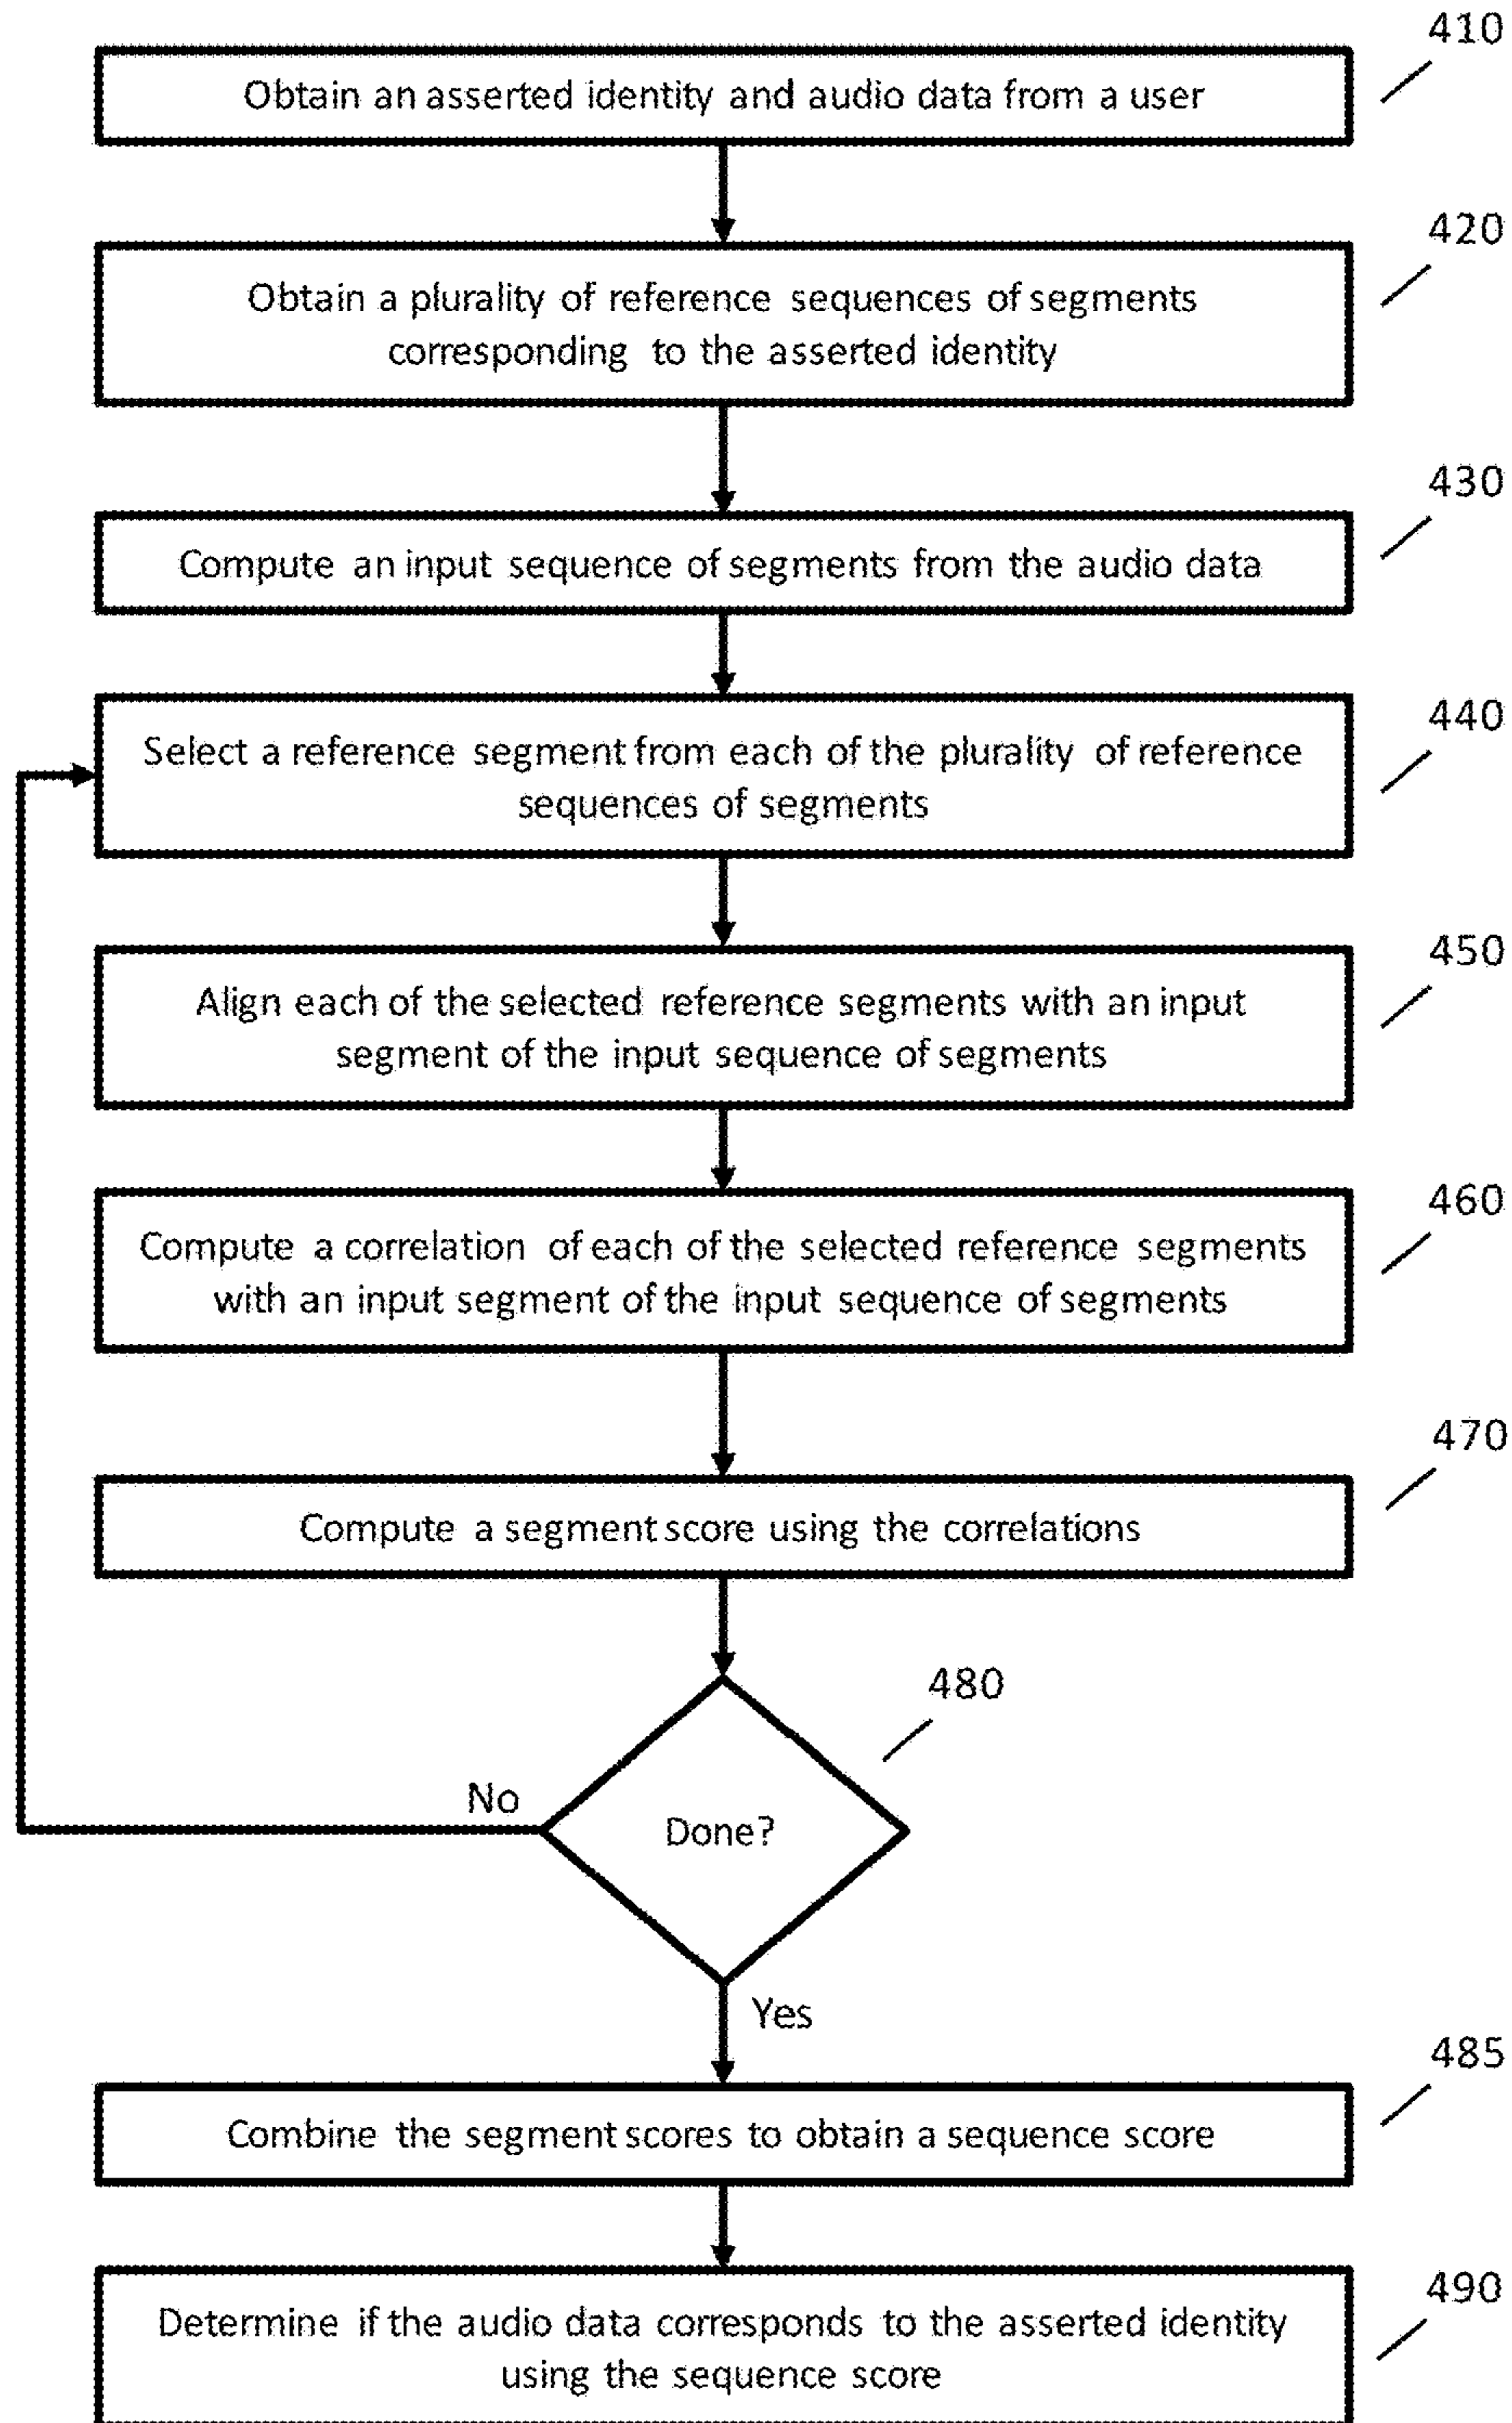 410
Obtain an asserted identity and audio data from a user
420
Obtain a plurality of reference sequences of segments
corresponding to the asserted identity
430
Compute an input sequence of segments from the audio data
440
Select a reference segment from each of the plurality of reference
sequences of segments
450
Align each of the selected reference segments with an input
segment of the input sequence of segments
460
Compute a correlation of each of the selected reference segments
with an input segment of the input sequence of segments
470
Compute a segment score using the correlations
480
No
Done?
Yes
485
Combine the segment scores to obtain a sequence score
490
Determine if the audio data corresponds to the asserted identity
using the sequence score